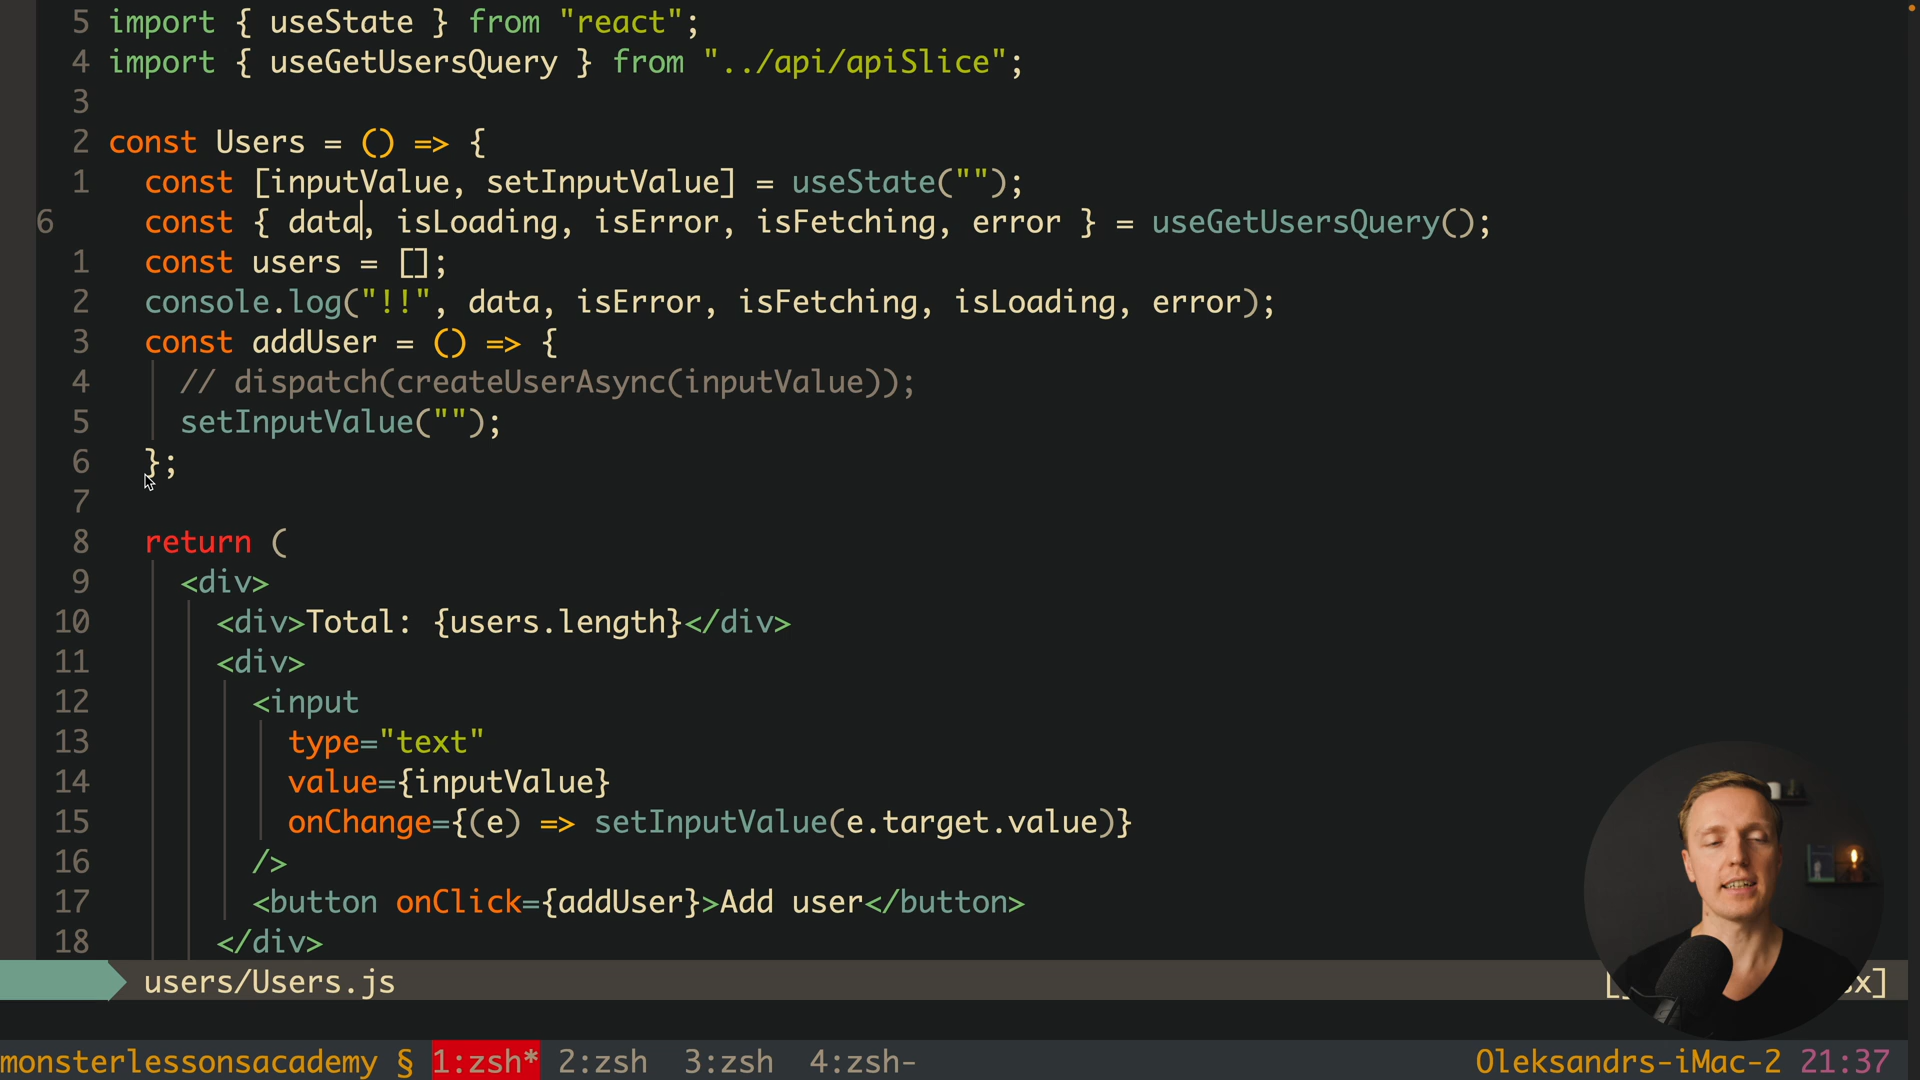 5 import { useState } from "react";
4 import { useGetUsersQuery } from "../api/apiSlice";
3
2 const Users = () => {
1 const [inputValue, setInputValue] = useState("");
6 const { data, isLoading, isError, isFetching, error } = useGetUsersQuery();
1 const users = [];
2 console.log("!!", data, isError, isFetching, isLoading, error);
3 const addUser = () => {
4 // dispatch(createUserAsync(inputValue));
5 setInputValue("");
6 };
7
8 return (
9 <div>
10 <div>Total: {users.length}</div>
11 <div>
12 <input
13 type="text"
14 value={inputValue}
15 onChange={(e) => setInputValue(e.target.value)}
16 />
17 <button onClick={addUser}>Add user</button>
18 </div>
users/Users.js
monsterlessonsacademy § 1:zsh* 2:zsh 3:zsh 4:zsh- Oleksandrs-iMac-2 21:37